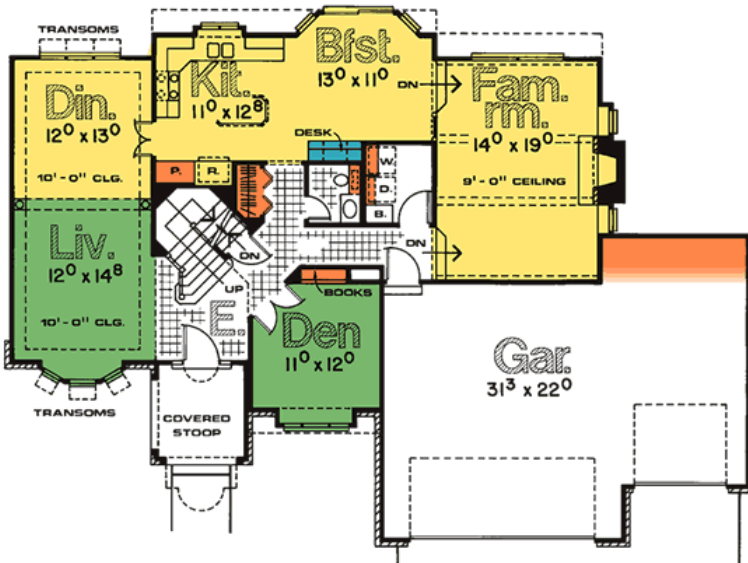 TRANSOMS
Din.
12⁰ x 13⁰
10'-0" CLG.
Kit.
11⁰ x 12⁸
Bfst.
13⁰ x 11⁰
DN
Fam.
rm.
14⁰ x 19⁰
9'-0" CEILING
DESK
P.
R.
W.
D.
B.
DN
DN
UP
Liv.
12⁰ x 14⁸
10'-0" CLG.
E.
BOOKS
Den
11⁰ x 12⁰
Gar.
31³ x 22⁰
TRANSOMS
COVERED
STOOP